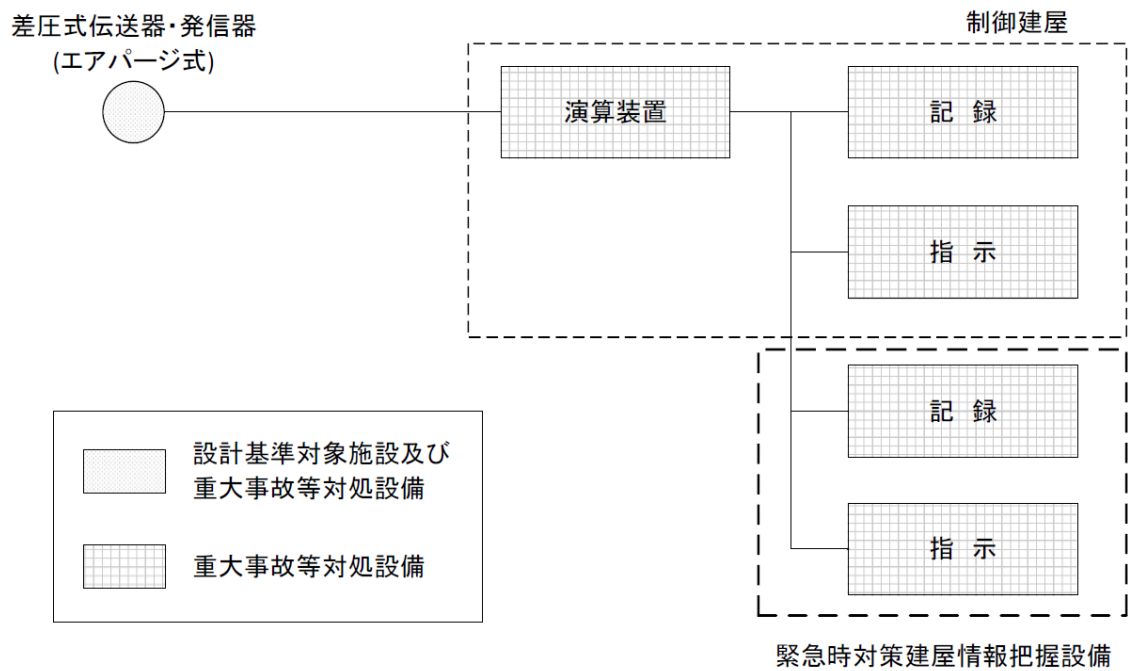 差圧式伝送器・発信器
(エアパージ式)
制御建屋
演算装置
記 録
指 示
記 録
指 示
設計基準対象施設及び
重大事故等対処設備
重大事故等対処設備
緊急時対策建屋情報把握設備